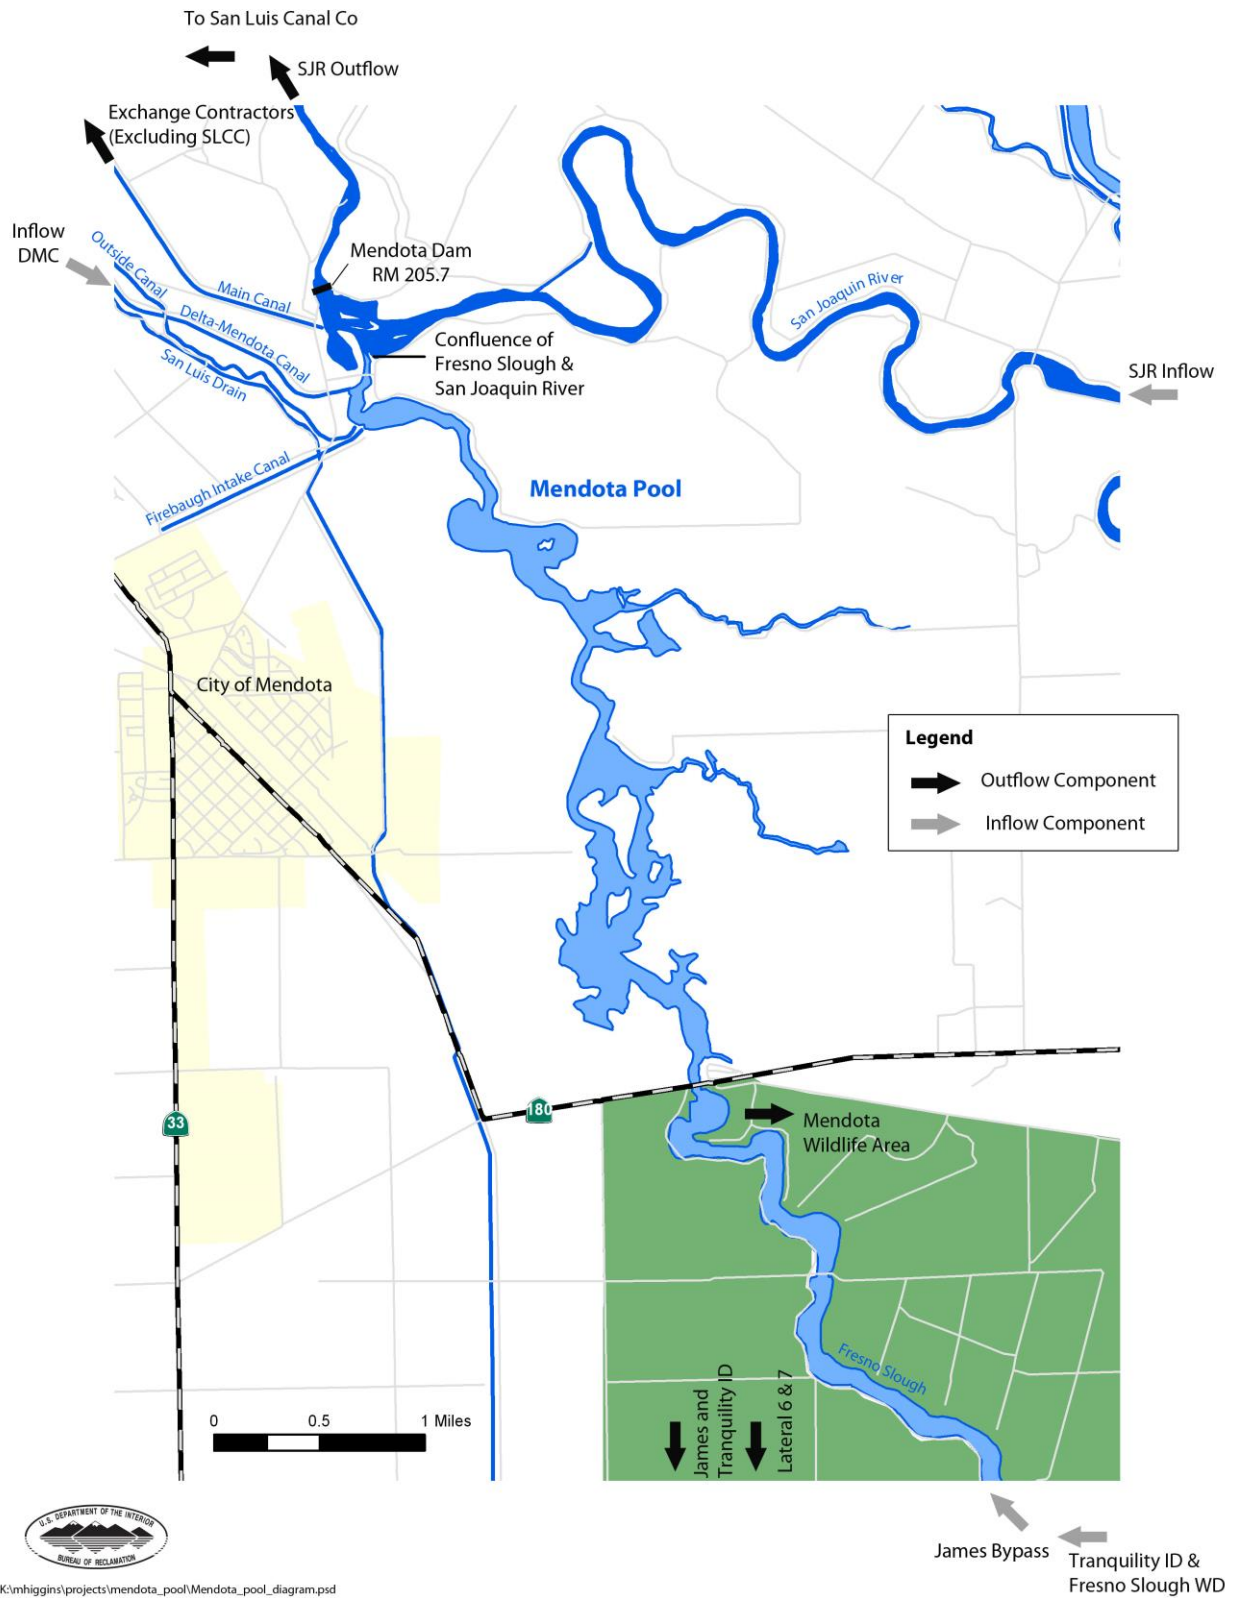 To San Luis Canal Co
SJR Outflow
Exchange Contractors
(Excluding SLCC)
Inflow
DMC
Outside Canal
Main Canal
Mendota Dam
RM 205.7
San Joaquin River
Delta-Mendota Canal
San Luis Drain
Confluence of
Fresno Slough &
San Joaquin River
SJR Inflow
Firebaugh Intake Canal
Mendota Pool
City of Mendota
Legend
Outflow Component
Inflow Component
33
180
Mendota
Wildlife Area
Fresno Slough
James and
Tranquility ID
Lateral 6 & 7
0 0.5 1 Miles
U.S. DEPARTMENT OF THE INTERIOR
BUREAU OF RECLAMATION
James Bypass
Tranquility ID &
Fresno Slough WD
K:\mhiggins\projects\mendota_pool\Mendota_pool_diagram.psd